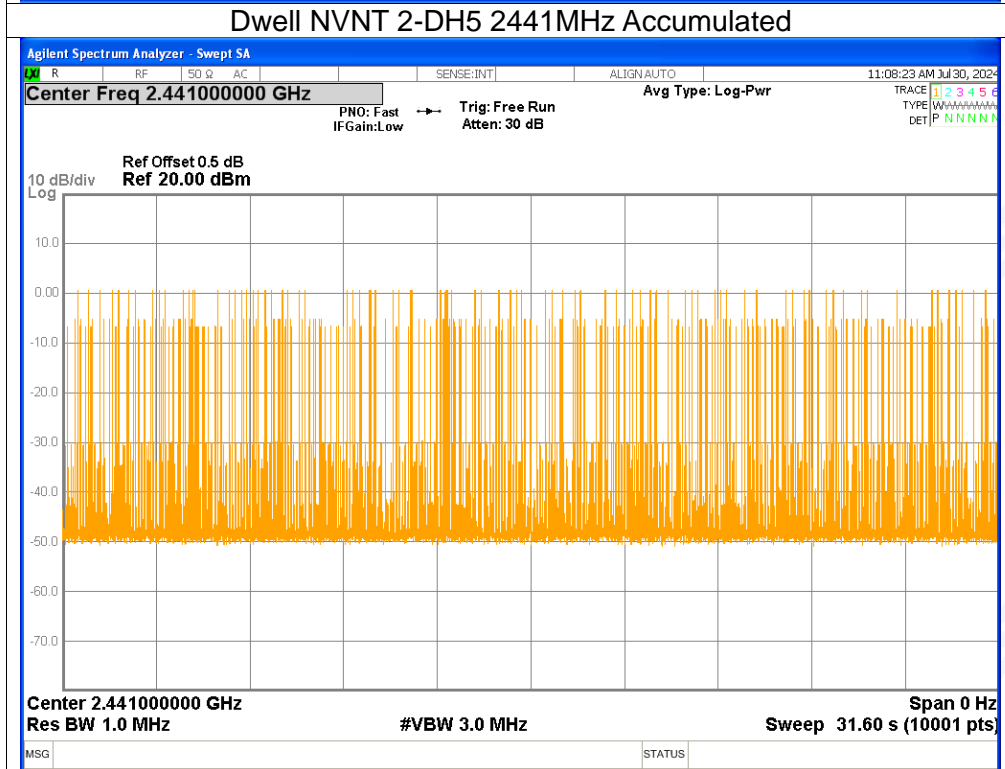 Dwell NVNT 2-DH5 2441MHz Accumulated
Agilent Spectrum Analyzer - Swept SA
LXI R RF 50 Ω AC SENSE:INT ALIGN AUTO 11:08:23 AM Jul 30, 2024
Center Freq 2.441000000 GHz Avg Type: Log-Pwr TRACE 1 2 3 4 5 6
PNO: Fast Trig: Free Run TYPE
IFGain:Low Atten: 30 dB DET P N N N N N
Ref Offset 0.5 dB
10 dB/div Ref 20.00 dBm
Log
10.0
0.00
-10.0
-20.0
-30.0
-40.0
-50.0
-60.0
-70.0
Center 2.441000000 GHz Span 0 Hz
Res BW 1.0 MHz #VBW 3.0 MHz Sweep 31.60 s (10001 pts)
MSG STATUS